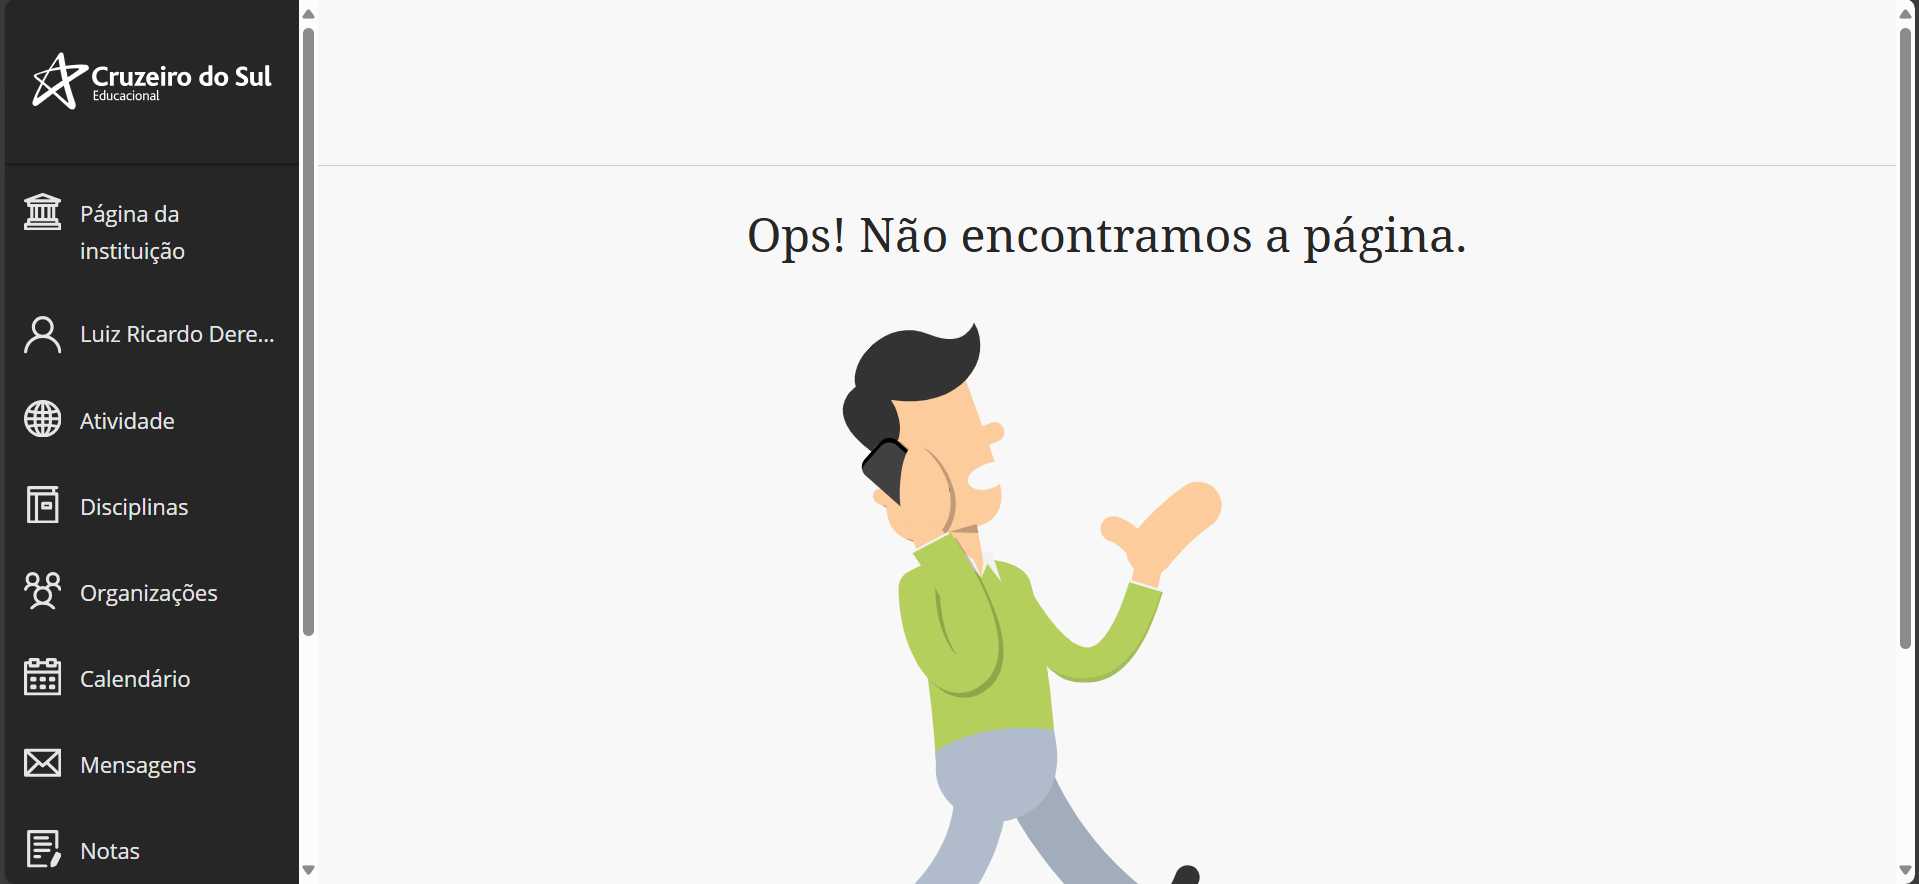 Cruzeiro do Sul
Educacional
Página da
instituição
Luiz Ricardo Dere...
Atividade
Disciplinas
Organizações
Calendário
Mensagens
Notas
Ops! Não encontramos a página.